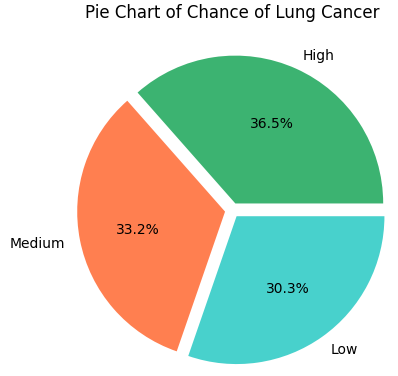 Pie Chart of Chance of Lung Cancer
High
36.5%
33.2%
Medium
30.3%
Low